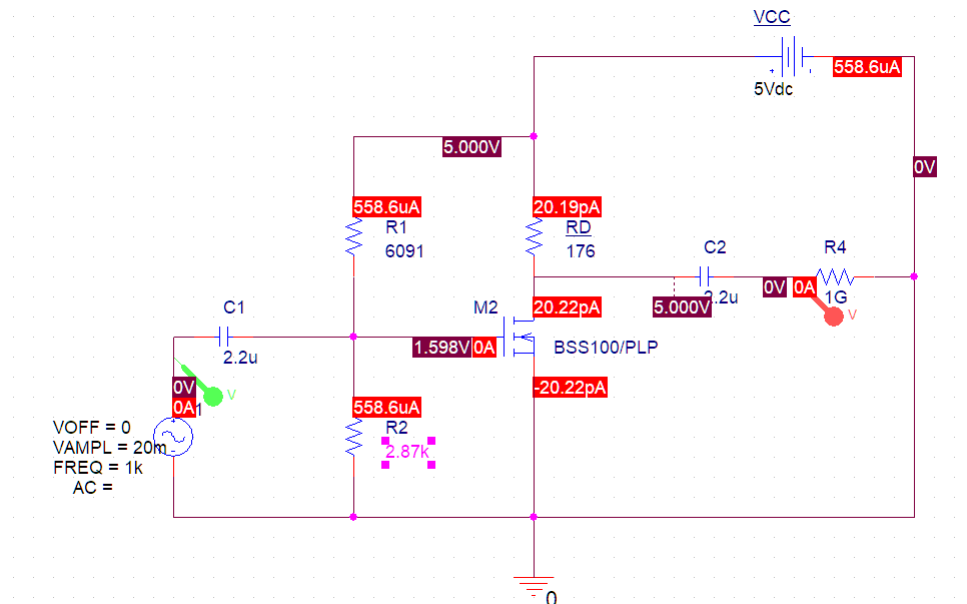 VCC
558.6uA
5Vdc
5.000V
0V
558.6uA
20.19pA
R1
RD
6091
176
C2
R4
C1
M2
20.22pA
5.000V
2.2u
0V
0A
1G
V
2.2u
1.598V
0A
BSS100/PLP
0V
V
-20.22pA
0A
1
558.6uA
VOFF = 0
R2
VAMPL = 20m
2.87k
FREQ = 1k
AC =
0